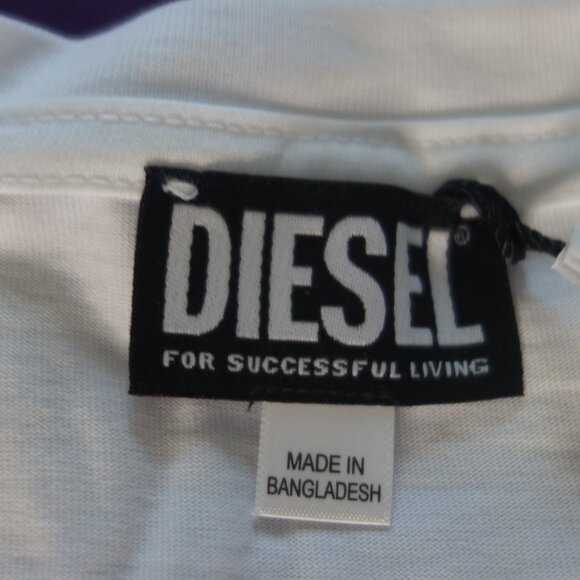 DIESEL®
FOR SUCCESSFUL LIVING
MADE IN
BANGLADESH